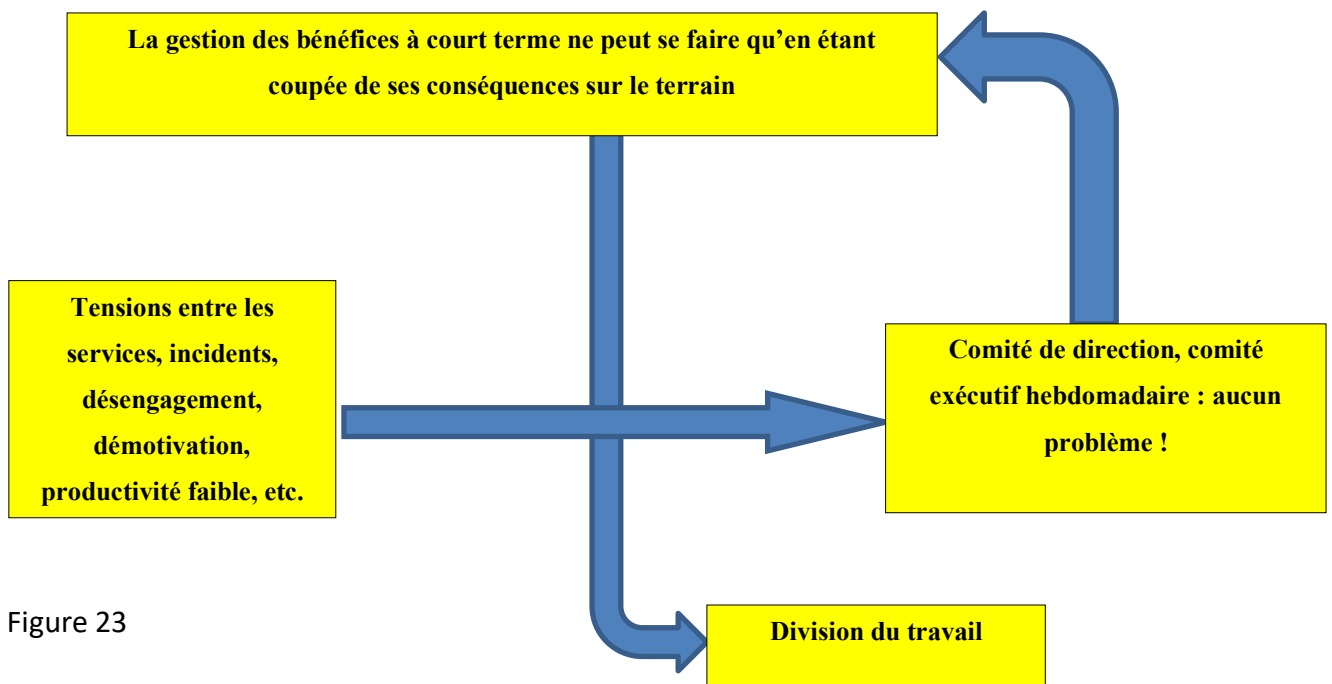 La gestion des bénéfices à court terme ne peut se faire qu’en étant
coupée de ses conséquences sur le terrain
Tensions entre les
services, incidents,
désengagement,
démotivation,
productivité faible, etc.
Comité de direction, comité
exécutif hebdomadaire : aucun
problème !
Figure 23
Division du travail